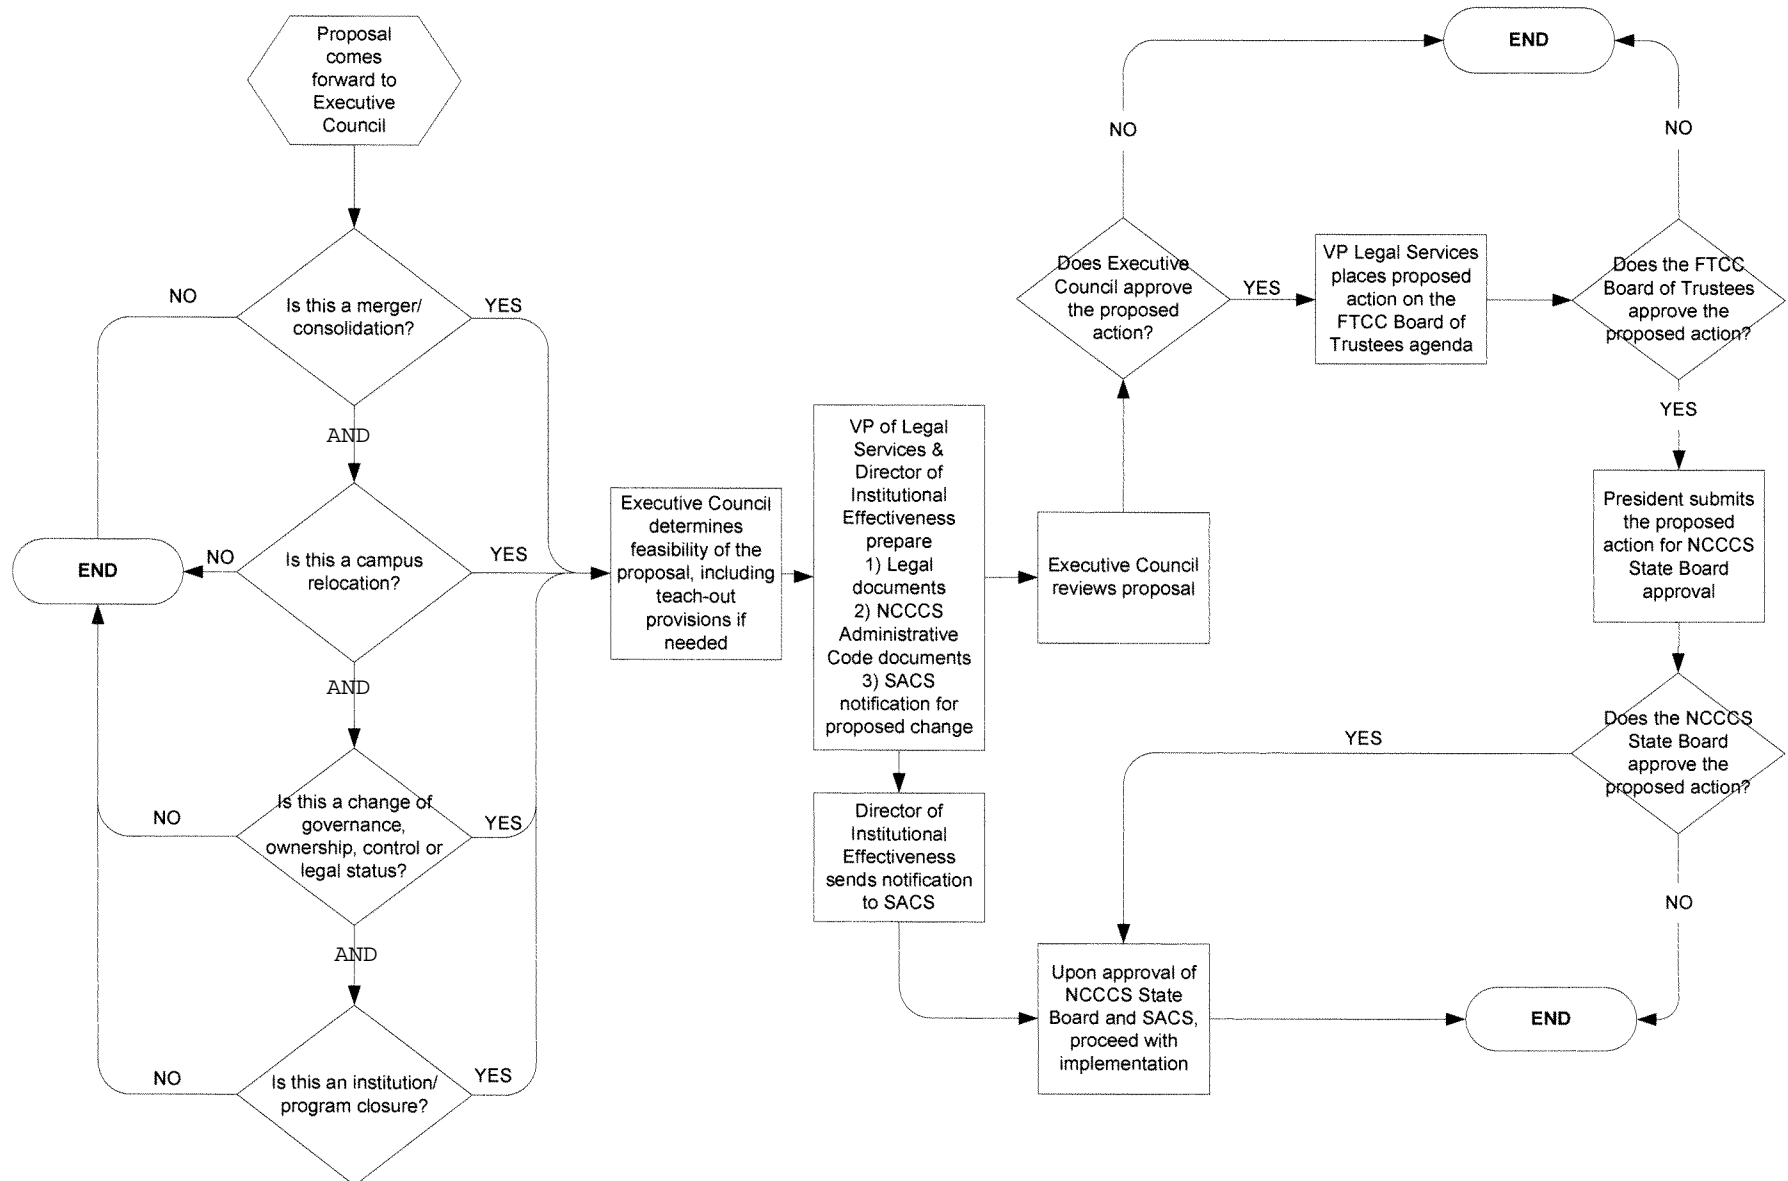 Proposal
comes
forward to
Executive
Council
NO
Is this a merger/
consolidation?
YES
AND
END
NO
Is this a campus
relocation?
YES
AND
NO
Is this a change of
governance,
ownership, control or
legal status?
YES
AND
NO
Is this an institution/
program closure?
YES
Executive Council
determines
feasibility of the
proposal, including
teach-out
provisions if
needed
VP of Legal
Services &
Director of
Institutional
Effectiveness
prepare
1) Legal
documents
2) NCCCS
Administrative
Code documents
3) SACS
notification for
proposed change
Director of
Institutional
Effectiveness
sends notification
to SACS
Executive Council
reviews proposal
Does Executive
Council approve
the proposed
action?
NO
END
YES
VP Legal Services
places proposed
action on the
FTCC Board of
Trustees agenda
NO
Does the FTCC
Board of Trustees
approve the
proposed action?
YES
President submits
the proposed
action for NCCCS
State Board
approval
Does the NCCCS
State Board
approve the
proposed action?
YES
NO
Upon approval of
NCCCS State
Board and SACS,
proceed with
implementation
END